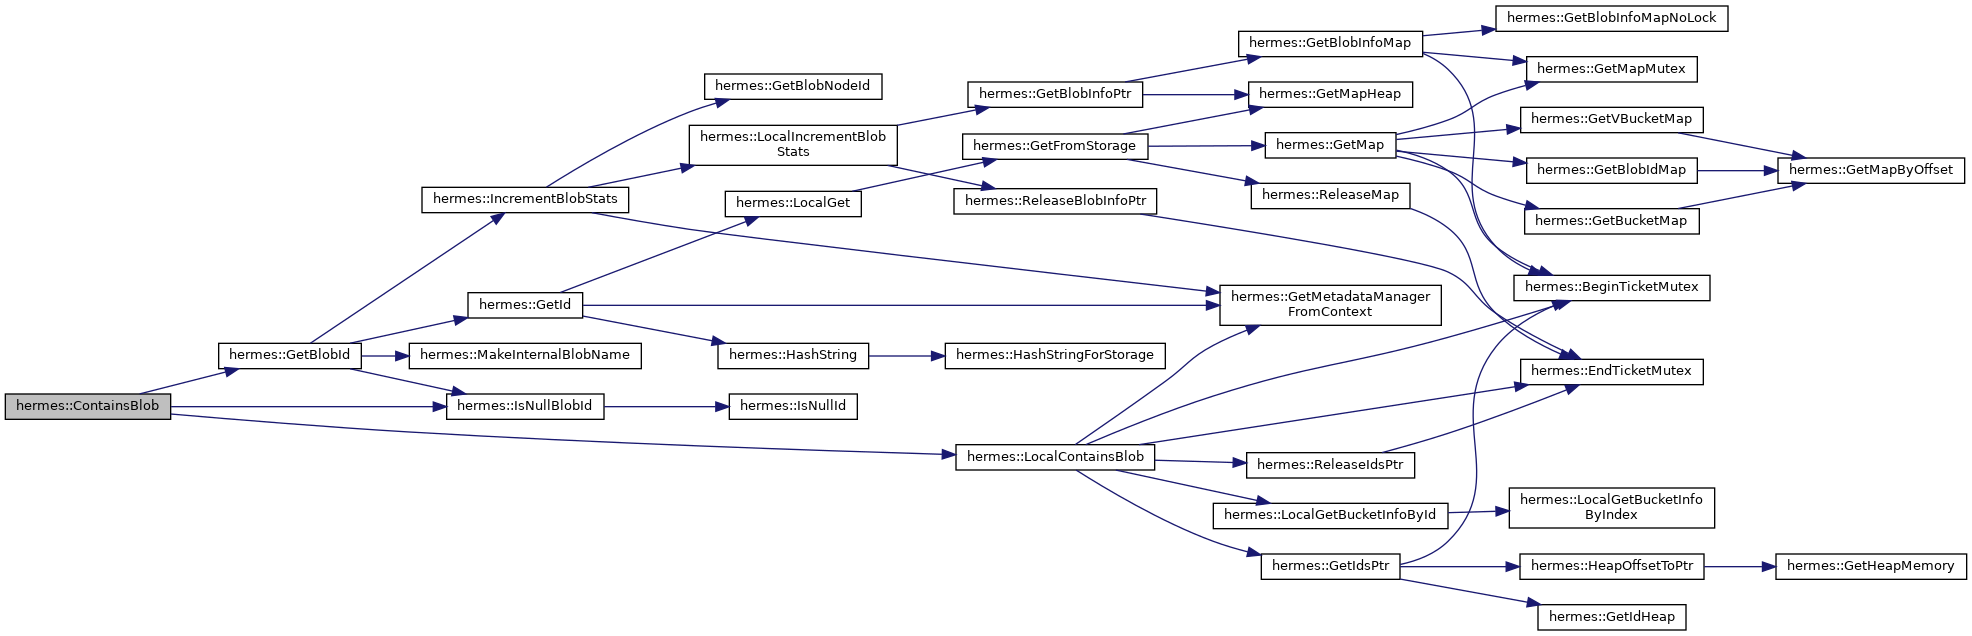 hermes::ContainsBlob
hermes::GetBlobId
hermes::IncrementBlobStats
hermes::GetId
hermes::MakeInternalBlobName
hermes::IsNullBlobId
hermes::GetBlobNodeId
hermes::LocalIncrementBlob
Stats
hermes::LocalGet
hermes::HashString
hermes::IsNullId
hermes::GetBlobInfoPtr
hermes::GetFromStorage
hermes::ReleaseBlobInfoPtr
hermes::HashStringForStorage
hermes::LocalContainsBlob
hermes::GetBlobInfoMap
hermes::GetMapHeap
hermes::GetMap
hermes::ReleaseMap
hermes::GetMetadataManager
FromContext
hermes::ReleaseIdsPtr
hermes::LocalGetBucketInfoById
hermes::GetIdsPtr
hermes::GetBlobInfoMapNoLock
hermes::GetMapMutex
hermes::GetVBucketMap
hermes::GetBlobIdMap
hermes::GetBucketMap
hermes::BeginTicketMutex
hermes::EndTicketMutex
hermes::LocalGetBucketInfo
ByIndex
hermes::HeapOffsetToPtr
hermes::GetIdHeap
hermes::GetMapByOffset
hermes::GetHeapMemory